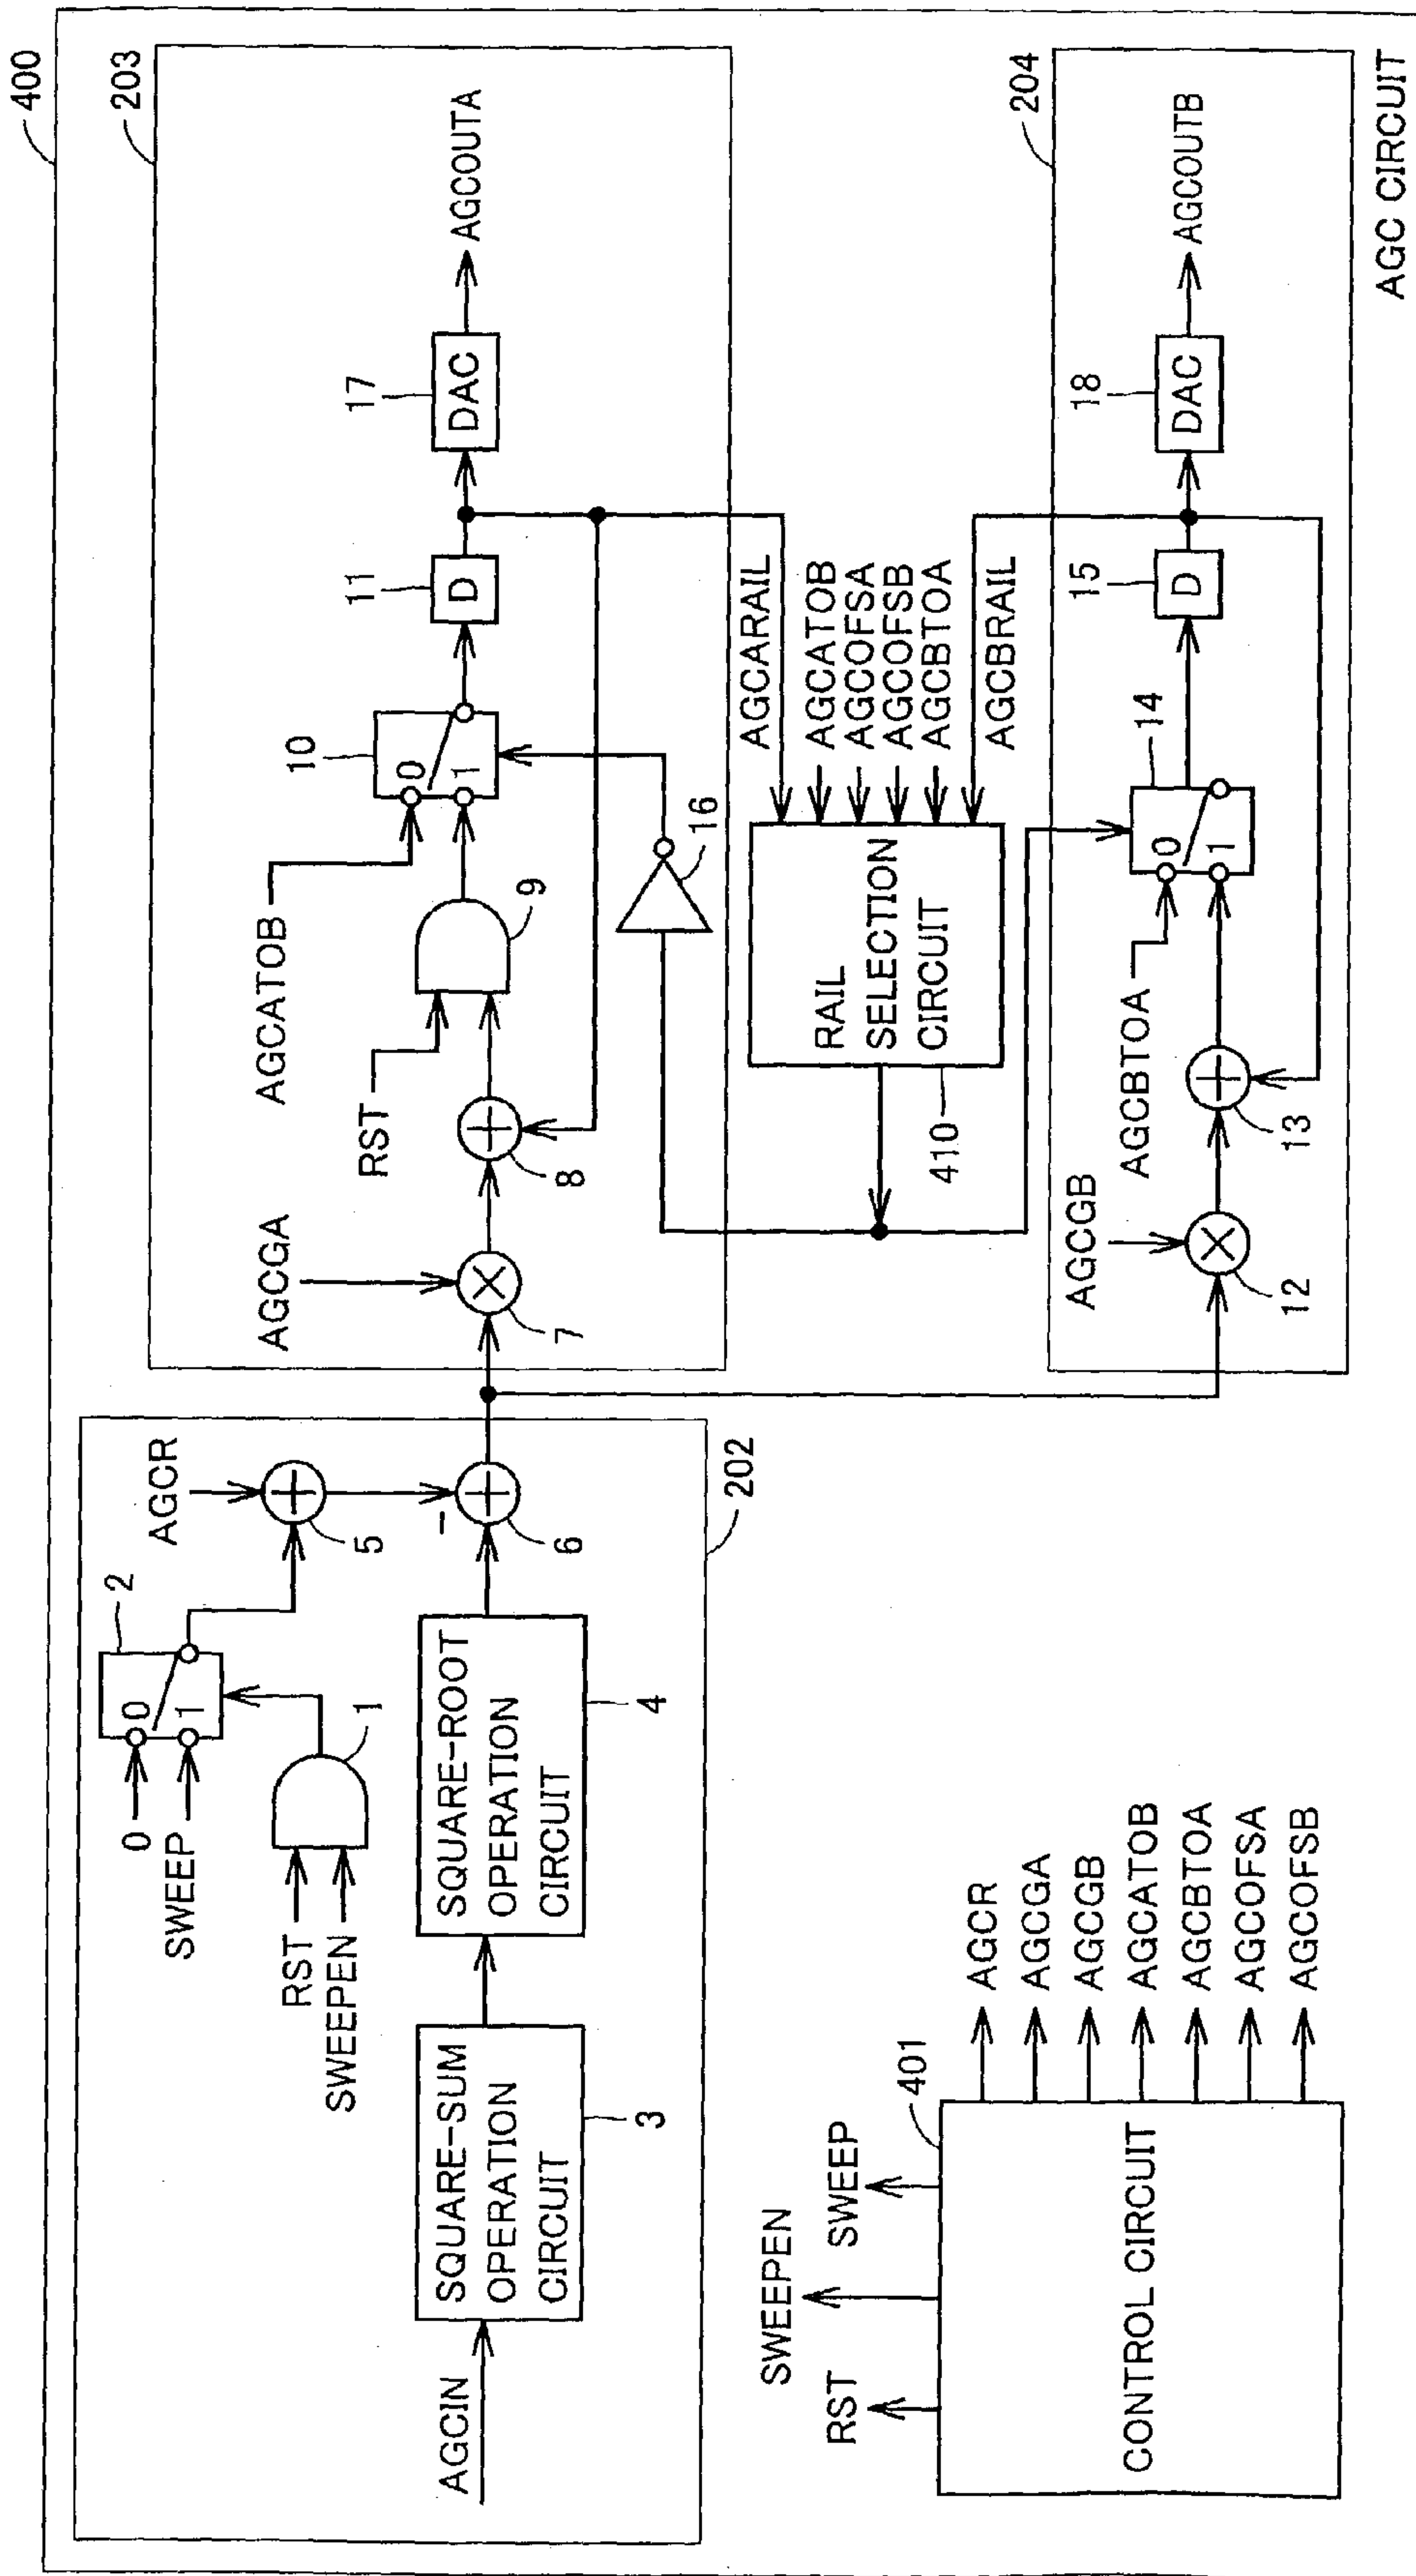 400
202
AGCIN
SQUARE-SUM
OPERATION
CIRCUIT
3
SQUARE-ROOT
OPERATION
CIRCUIT
4
0
SWEEP
0
1
2
RST
SWEEPEN
1
AGCR
+
5
-
+
6
203
AGCGA
×
7
+
8
RST
9
AGCATOB
0
1
10
D
11
DAC
17
AGCOUTA
16
RAIL
SELECTION
CIRCUIT
410
AGCARAIL
AGCATOB
AGCOFSA
AGCOFSB
AGCBTOA
AGCBRAIL
204
AGCGB
×
12
+
13
AGCBTOA
0
1
14
D
15
DAC
18
AGCOUTB
CONTROL CIRCUIT
401
RST
SWEEPEN
SWEEP
AGCR
AGCGA
AGCGB
AGCATOB
AGCBTOA
AGCOFSA
AGCOFSB
AGC CIRCUIT